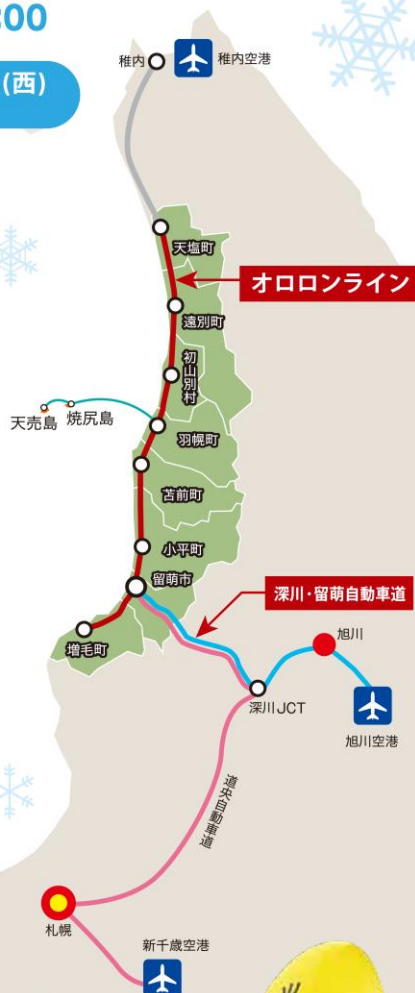 :00
(西)
稚内
稚内空港
天塩町
オロロンライン
遠別町
初山別村
天売島
焼尻島
羽幌町
苫前町
小平町
留萌市
深川・留萌自動車道
増毛町
旭川
深川JCT
旭川空港
道央自動車道
札幌
新千歳空港